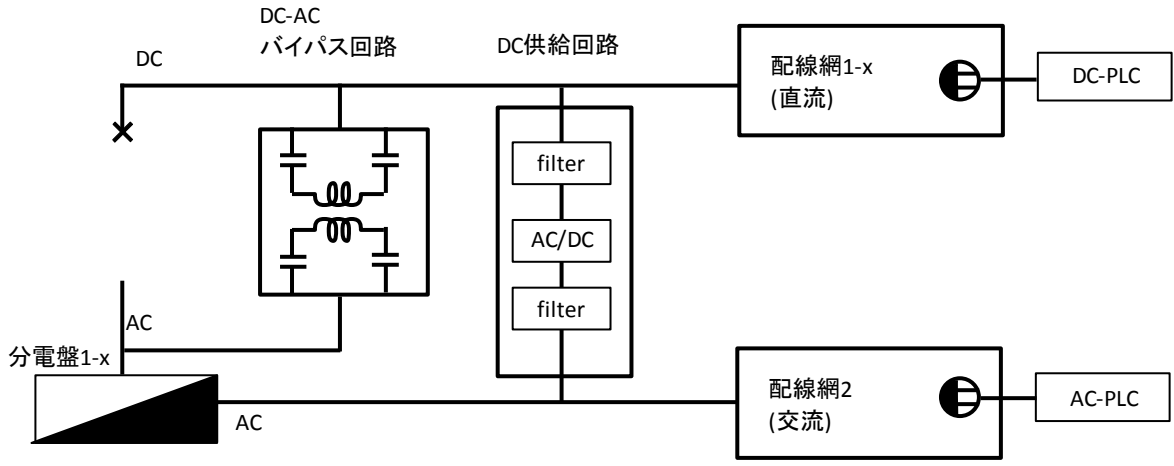 DC-AC
バイパス回路
DC供給回路
DC
配線網1-x
(直流)
DC-PLC
filter
AC/DC
filter
AC
分電盤1-x
AC
配線網2
(交流)
AC-PLC